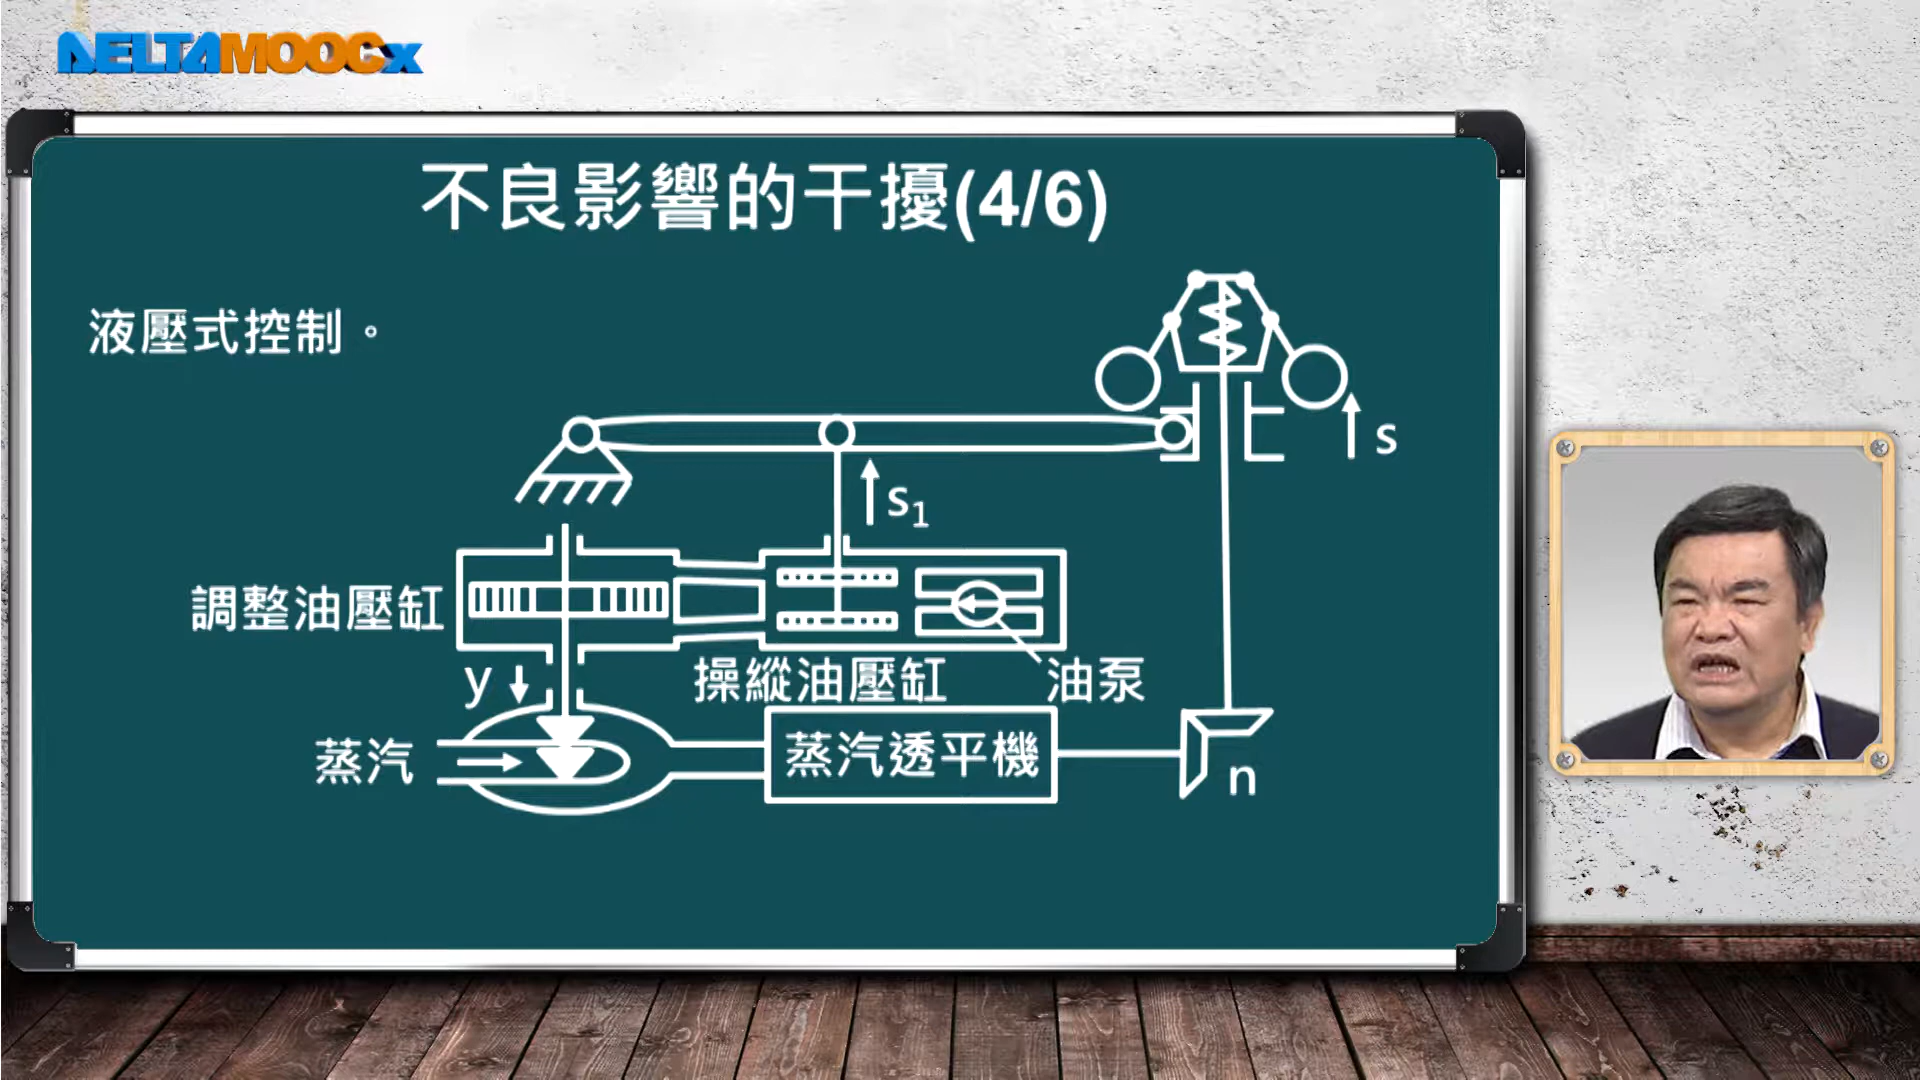 DELTAMOOCx
不良影響的干擾(4/6)
液壓式控制。
s
s1
調整油壓缸
y
操縱油壓缸
油泵
蒸汽
蒸汽透平機
n